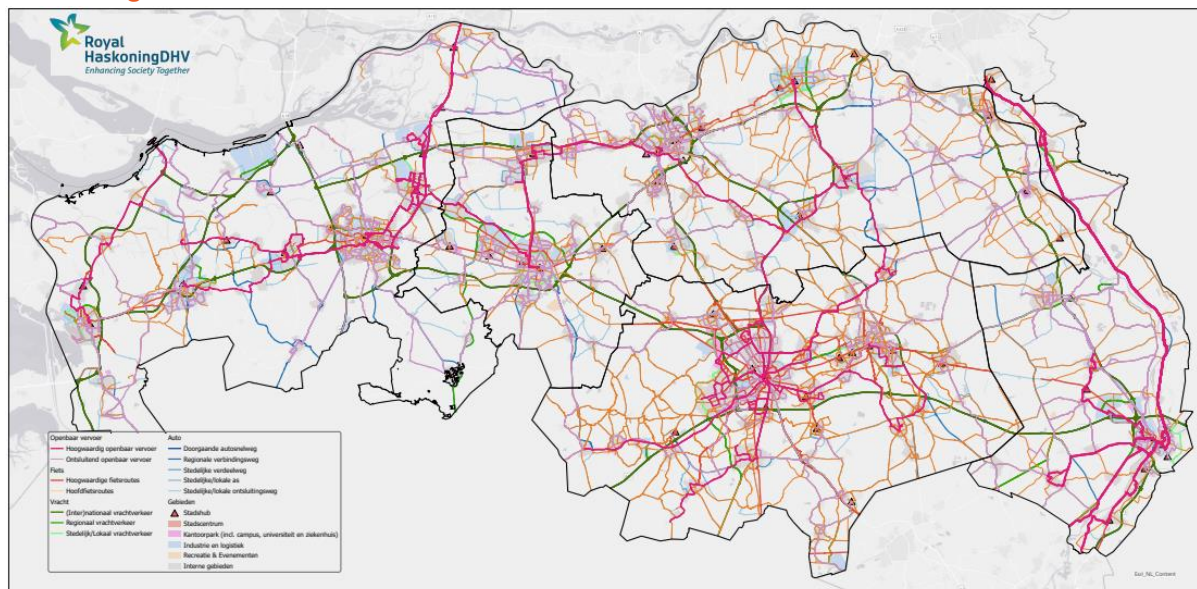 Royal
HaskoningDHV
Enhancing Society Together
Openbaar vervoer
Hoogwaardig openbaar vervoer
Ontsluitend openbaar vervoer
Fiets
Hoogwaardige fietsroutes
Hoofdfietsroutes
Vracht
(Inter)nationaal vrachtverkeer
Regionaal vrachtverkeer
Stedelijk/Lokaal vrachtverkeer
Auto
Doorgaande autosnelweg
Regionale verbindingsweg
Stedelijke verdeelweg
Stedelijke/lokale as
Stedelijke/lokale ontsluitingsweg
Gebieden
Stadshub
Stadscentrum
Kantoorpark (incl. campus, universiteit en ziekenhuis)
Industrie en logistiek
Recreatie & Evenementen
Interne gebieden
Esri_NL_Content